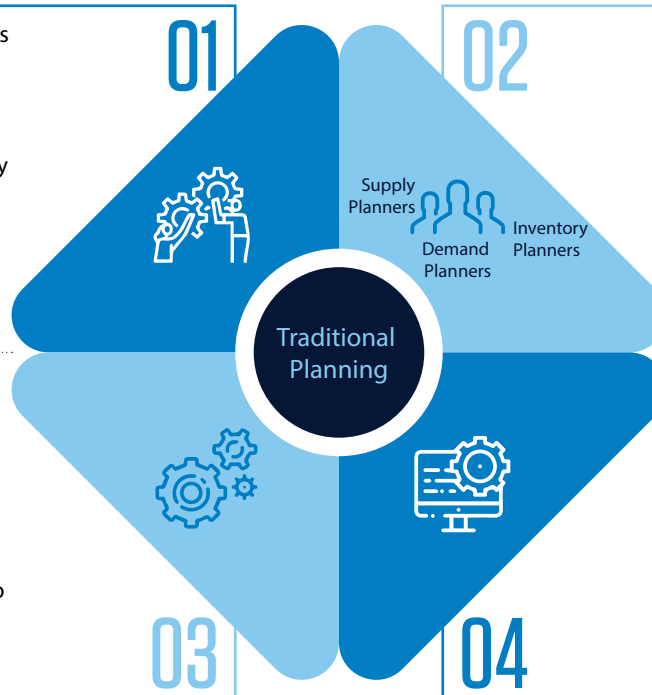 s
01
02
y
Supply
Planners
Inventory
Planners
Demand
Planners
Traditional
Planning
o
03
04